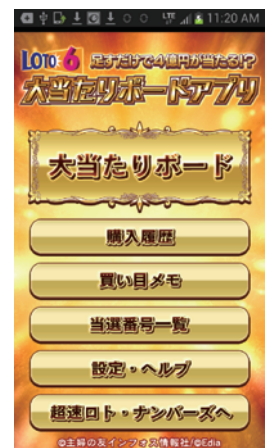 11:20 AM
LOTO 6 足すだけで4億円が当たる!?
大当たりボードアプリ
大当たりボード
購入履歴
買い目メモ
当選番号一覧
設定・ヘルプ
超速ロト・ナンバーズへ
©主婦の友インフォス情報社/©Edia